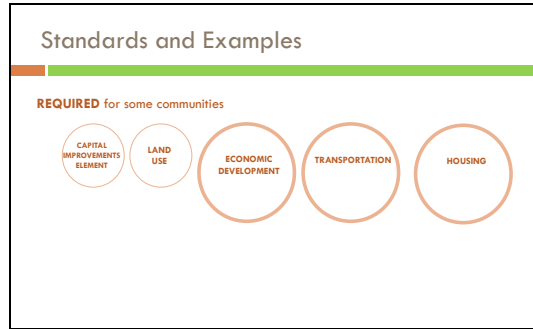 Standards and Examples
REQUIRED for some communities
CAPITAL
IMPROVEMENTS
ELEMENT
LAND
USE
ECONOMIC
DEVELOPMENT
TRANSPORTATION
HOUSING